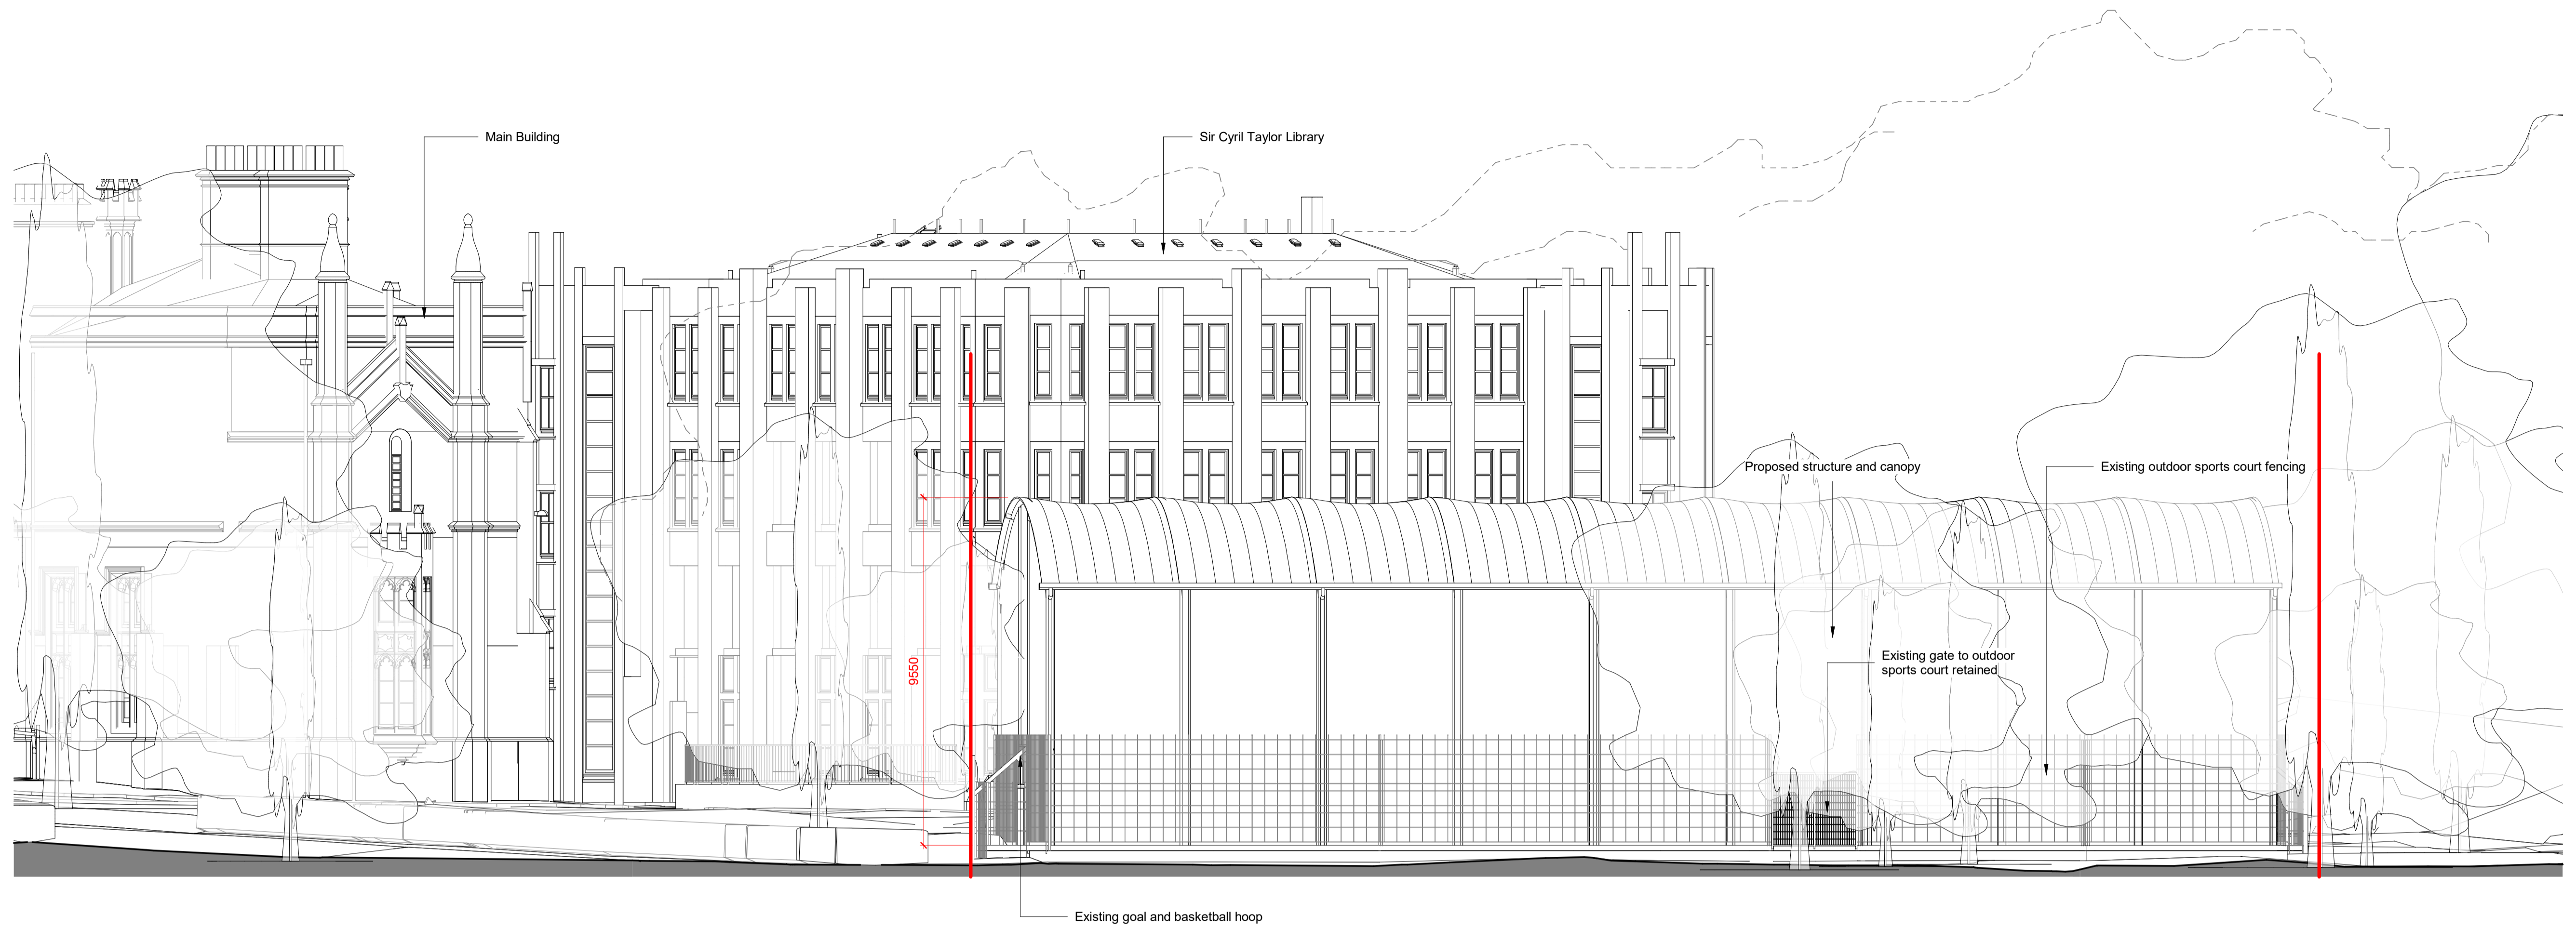 Main Building
Sir Cyril Taylor Library
Proposed structure and canopy
Existing outdoor sports court fencing
9550
Existing gate to outdoor
sports court retained
Existing goal and basketball hoop